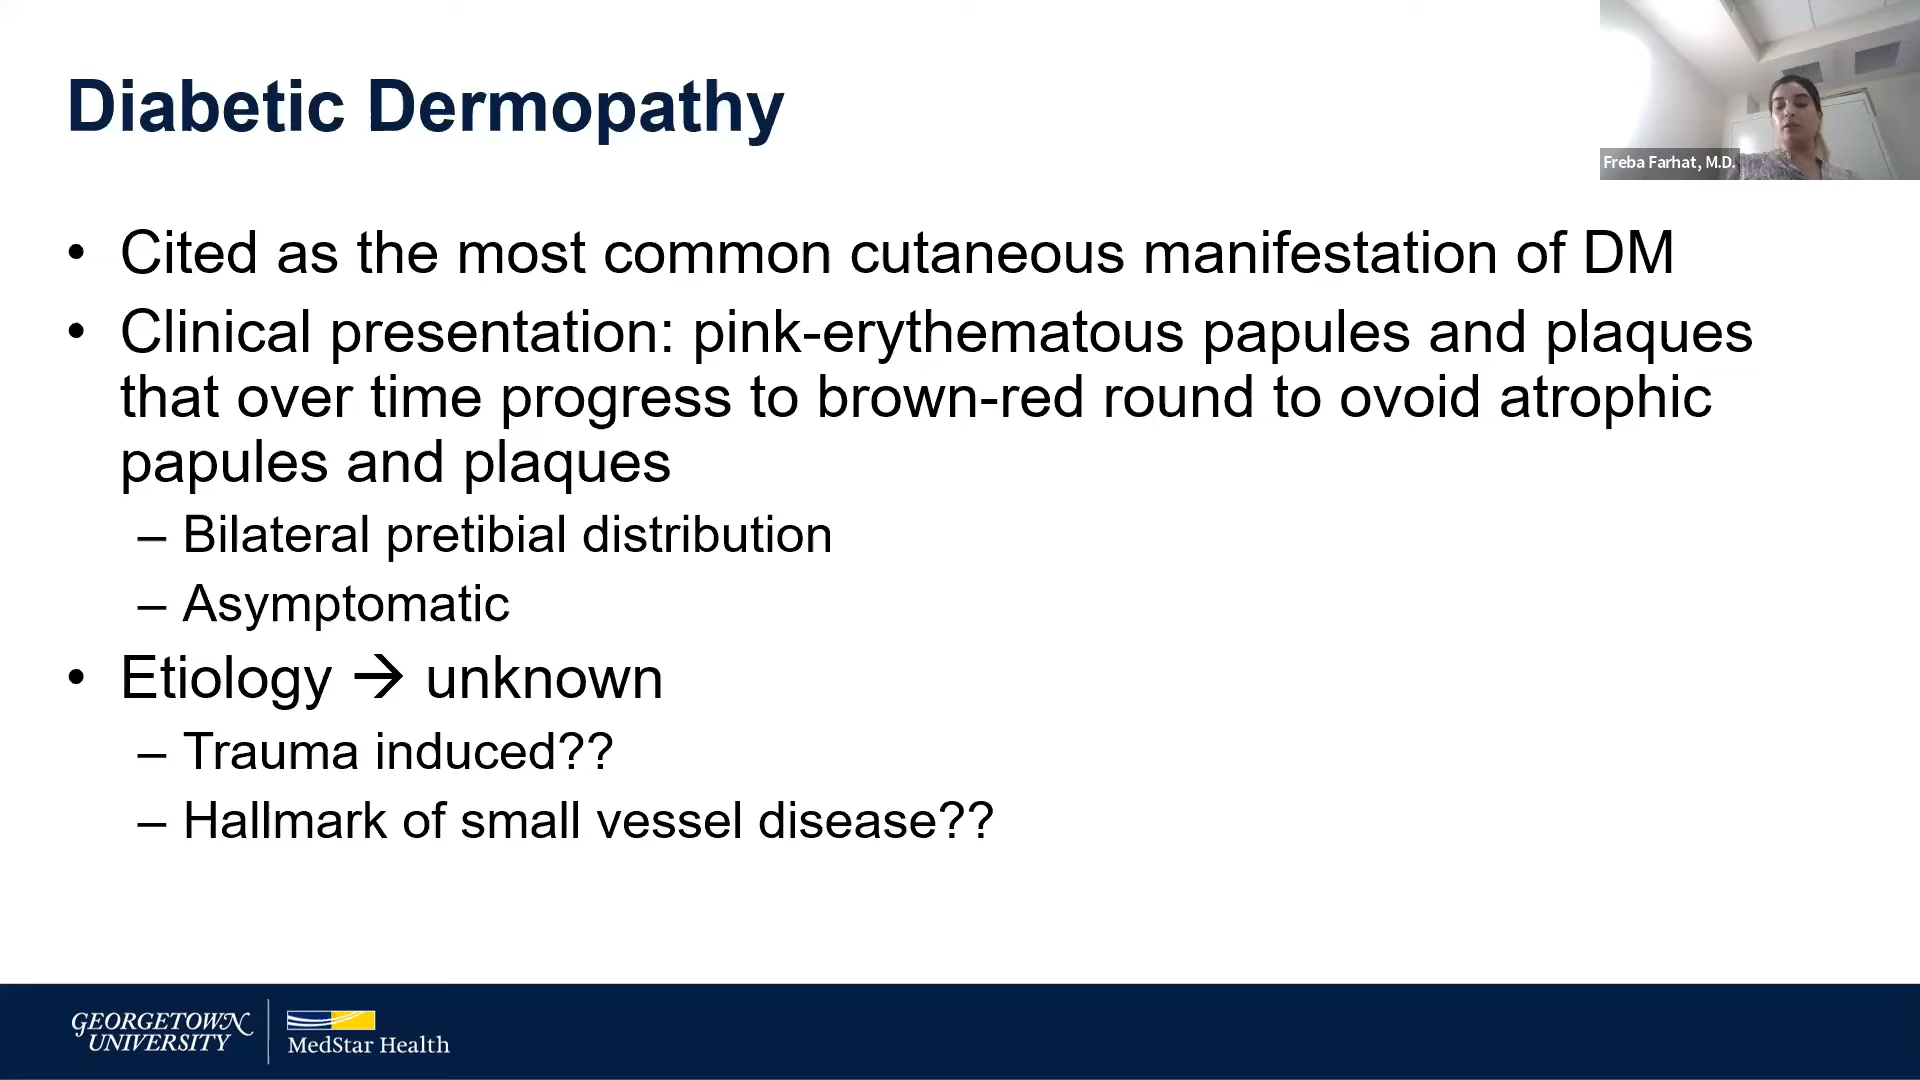 Diabetic Dermopathy
Freba Farhat, M.D.
• Cited as the most common cutaneous manifestation of DM
• Clinical presentation: pink-erythematous papules and plaques
that over time progress to brown-red round to ovoid atrophic
papules and plaques
– Bilateral pretibial distribution
– Asymptomatic
• Etiology → unknown
– Trauma induced??
– Hallmark of small vessel disease??
GEORGETOWN
UNIVERSITY
MedStar Health